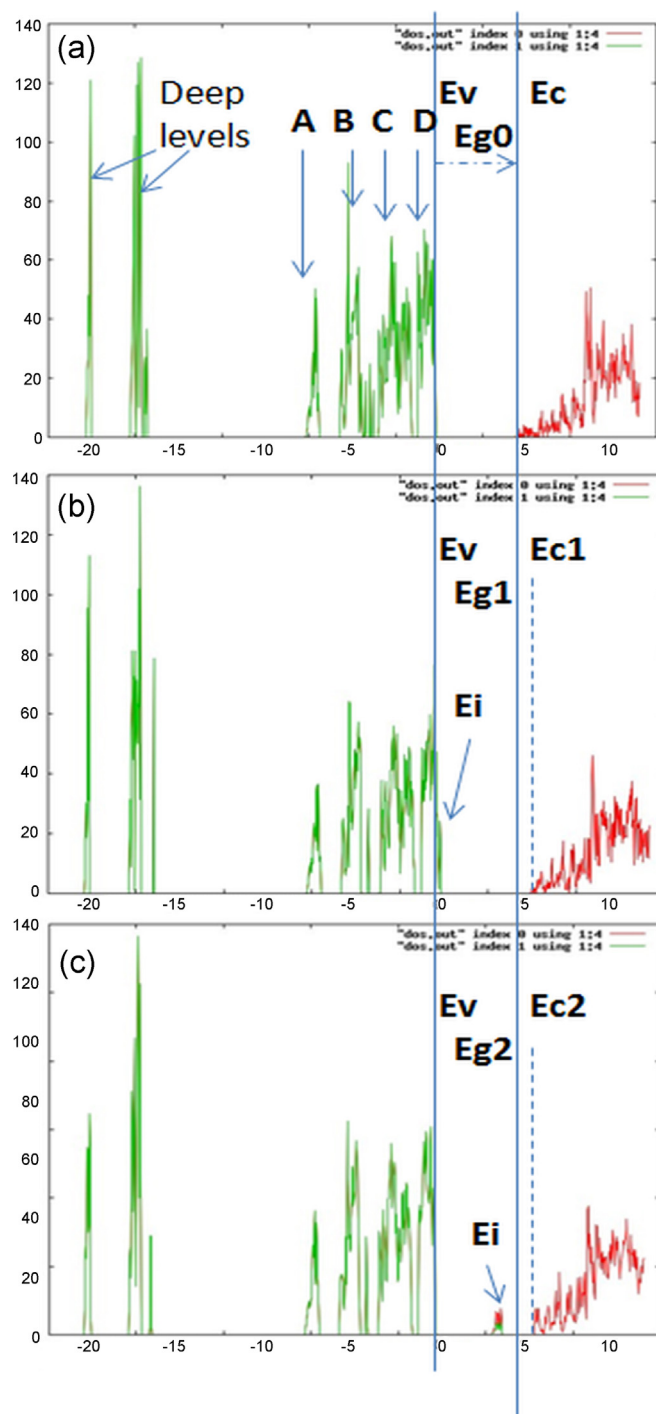 140
(a)
"dos.out" index 0 using 1:4
"dos.out" index 1 using 1:4
120
Deep
levels
A B C D
Ev
Ec
Eg0
100
80
60
40
20
0
-20 -15 -10 -5 0 5 10
140
(b)
"dos.out" index 0 using 1:4
"dos.out" index 1 using 1:4
120
Ev
Ec1
Eg1
100
80
60
Ei
40
20
0
-20 -15 -10 -5 0 5 10
140
(c)
"dos.out" index 0 using 1:4
"dos.out" index 1 using 1:4
120
Ev
Ec2
Eg2
100
80
60
40
Ei
20
0
-20 -15 -10 -5 0 5 10